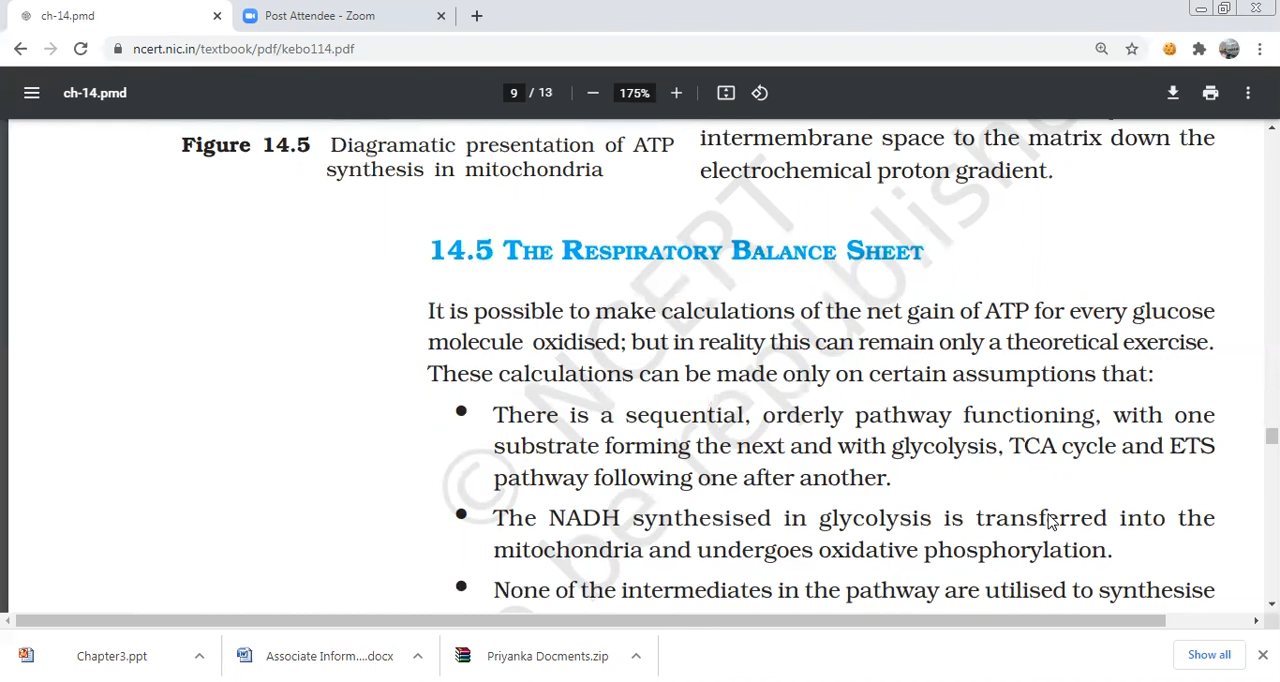 ch-14.pmd
Post Attendee - Zoom
ncert.nic.in/textbook/pdf/kebo114.pdf
ch-14.pmd
9 / 13
175%
Figure 14.5 Diagramatic presentation of ATP
synthesis in mitochondria
intermembrane space to the matrix down the
electrochemical proton gradient.
14.5 THE RESPIRATORY BALANCE SHEET
It is possible to make calculations of the net gain of ATP for every glucose
molecule oxidised; but in reality this can remain only a theoretical exercise.
These calculations can be made only on certain assumptions that:
• There is a sequential, orderly pathway functioning, with one
substrate forming the next and with glycolysis, TCA cycle and ETS
pathway following one after another.
• The NADH synthesised in glycolysis is transferred into the
mitochondria and undergoes oxidative phosphorylation.
• None of the intermediates in the pathway are utilised to synthesise
© NCERT
be republishe
Chapter3.ppt
Associate Inform....docx
Priyanka Docments.zip
Show all